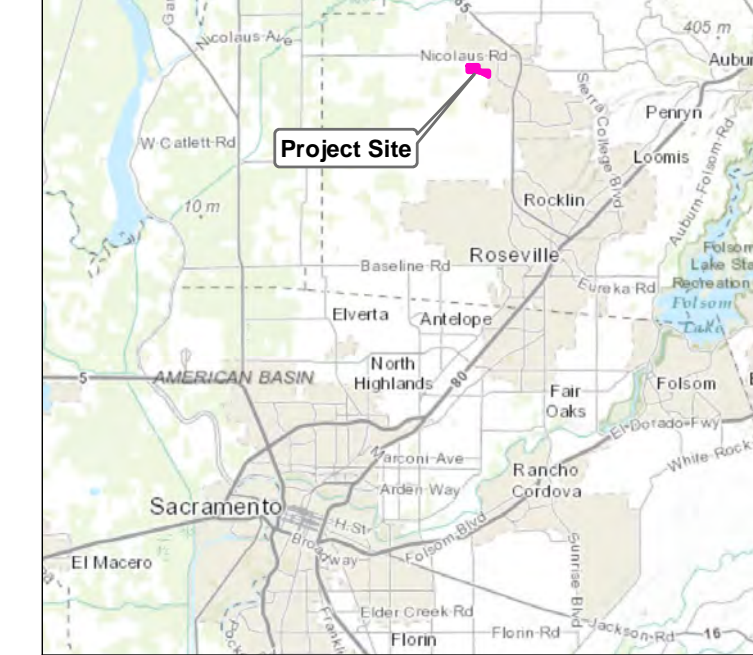 65
405 m
Nicolaus Ave
Nicolaus Rd
Project Site
W Catlett Rd
Sierra College Blvd
Penryn
Loomis
Auburn-Folsom-Rd
10 m
Rocklin
Roseville
Baseline Rd
Eureka Rd
Folsom
Lake Sta
Recreation
Folsom
Lake
Elverta
Antelope
North
Highlands
80
5
AMERICAN BASIN
Fair
Oaks
Folsom
El-Dorado-Fwy
White-Rock
Marconi-Ave
Arden-Way
Rancho
Cordova
Sacramento
H-St
Broadway
Folsom-Blvd
Sunrise-Blvd
El Macero
Elder Creek Rd
Florin
Florin-Rd
Jackson-Rd
16